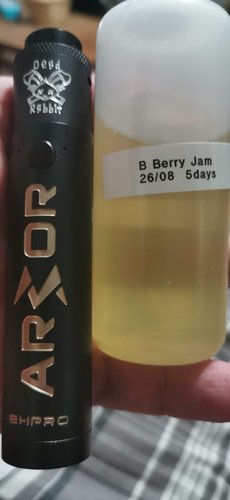 Dead
Rabbit
ARMOR
EHPRO
B Berry Jam
26/08 5days